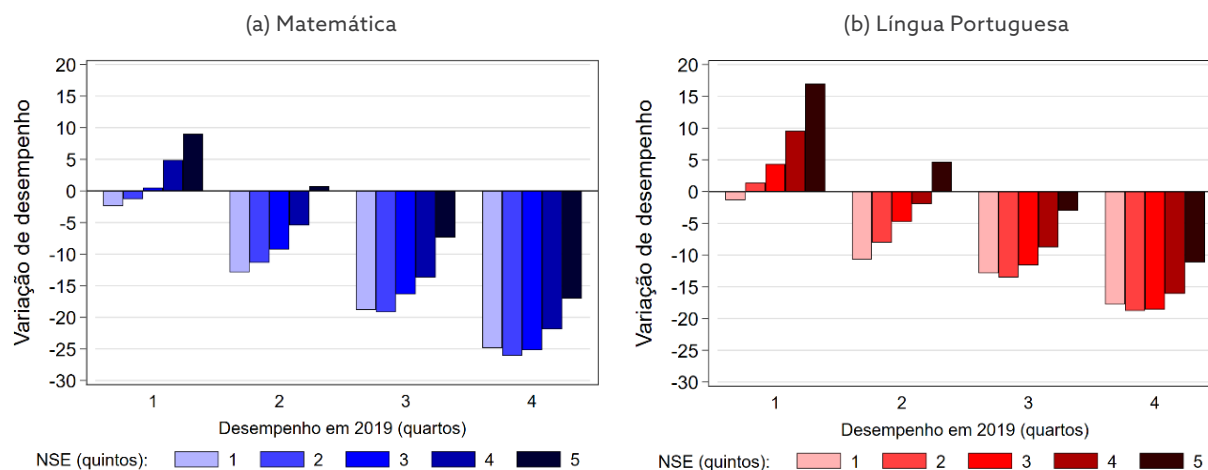 (a) Matemática
Variação de desempenho
20
15
10
5
0
-5
-10
-15
-20
-25
-30
1 2 3 4
Desempenho em 2019 (quartos)
NSE (quintos): 1 2 3 4 5
(b) Língua Portuguesa
Variação de desempenho
20
15
10
5
0
-5
-10
-15
-20
-25
-30
1 2 3 4
Desempenho em 2019 (quartos)
NSE (quintos): 1 2 3 4 5